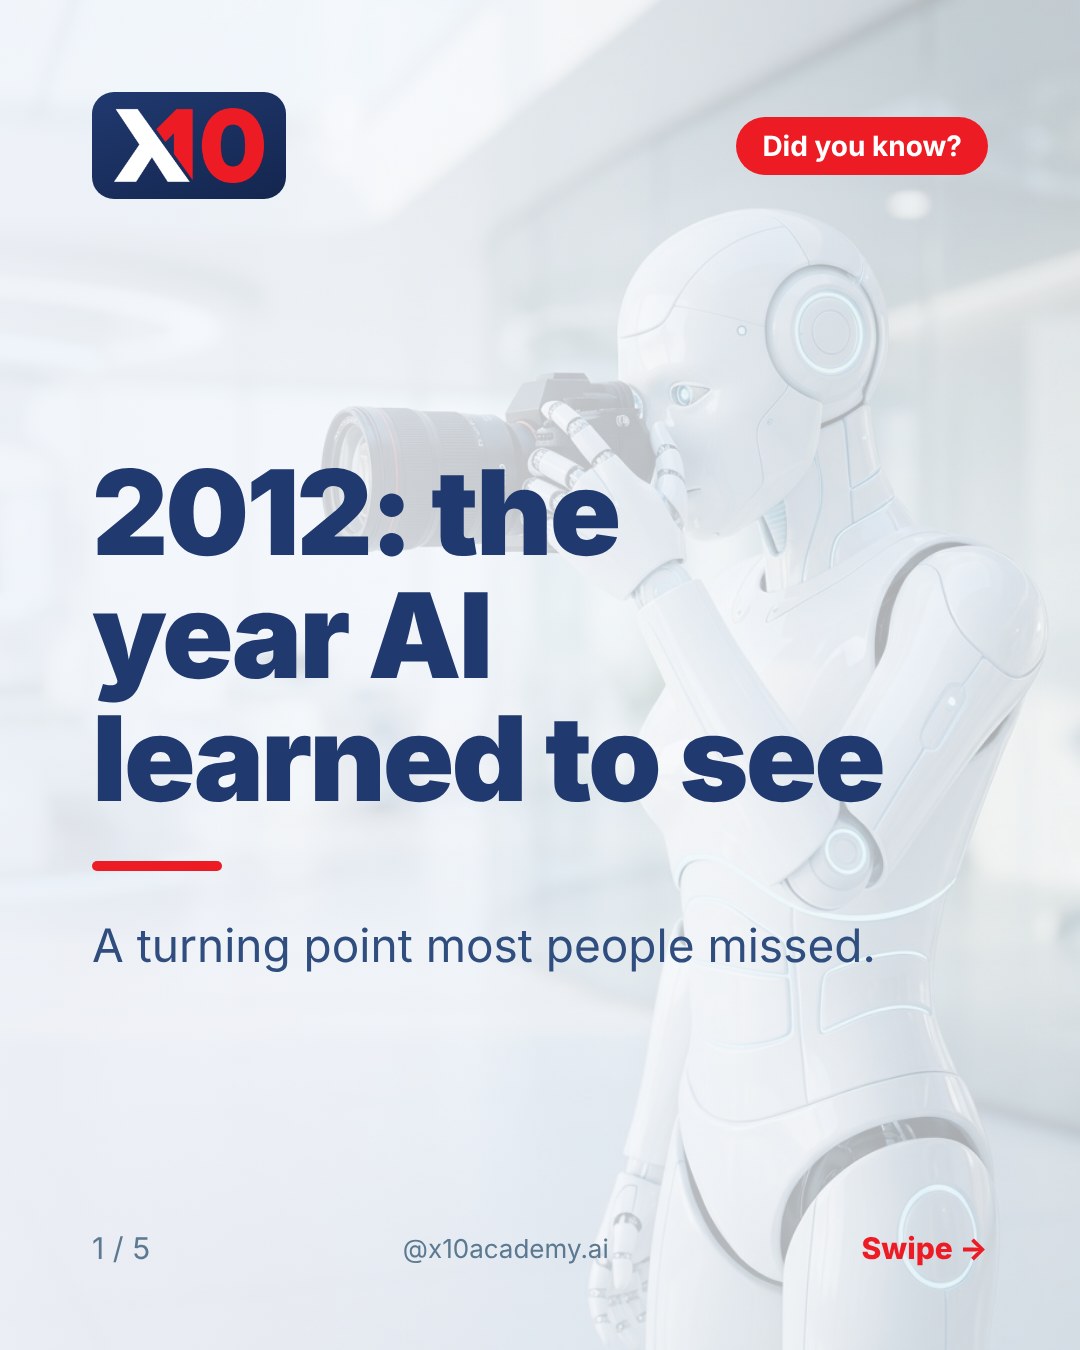 X10
Did you know?
2012: the
year AI
learned to see
A turning point most people missed.
1 / 5
@x10academy.ai
Swipe →